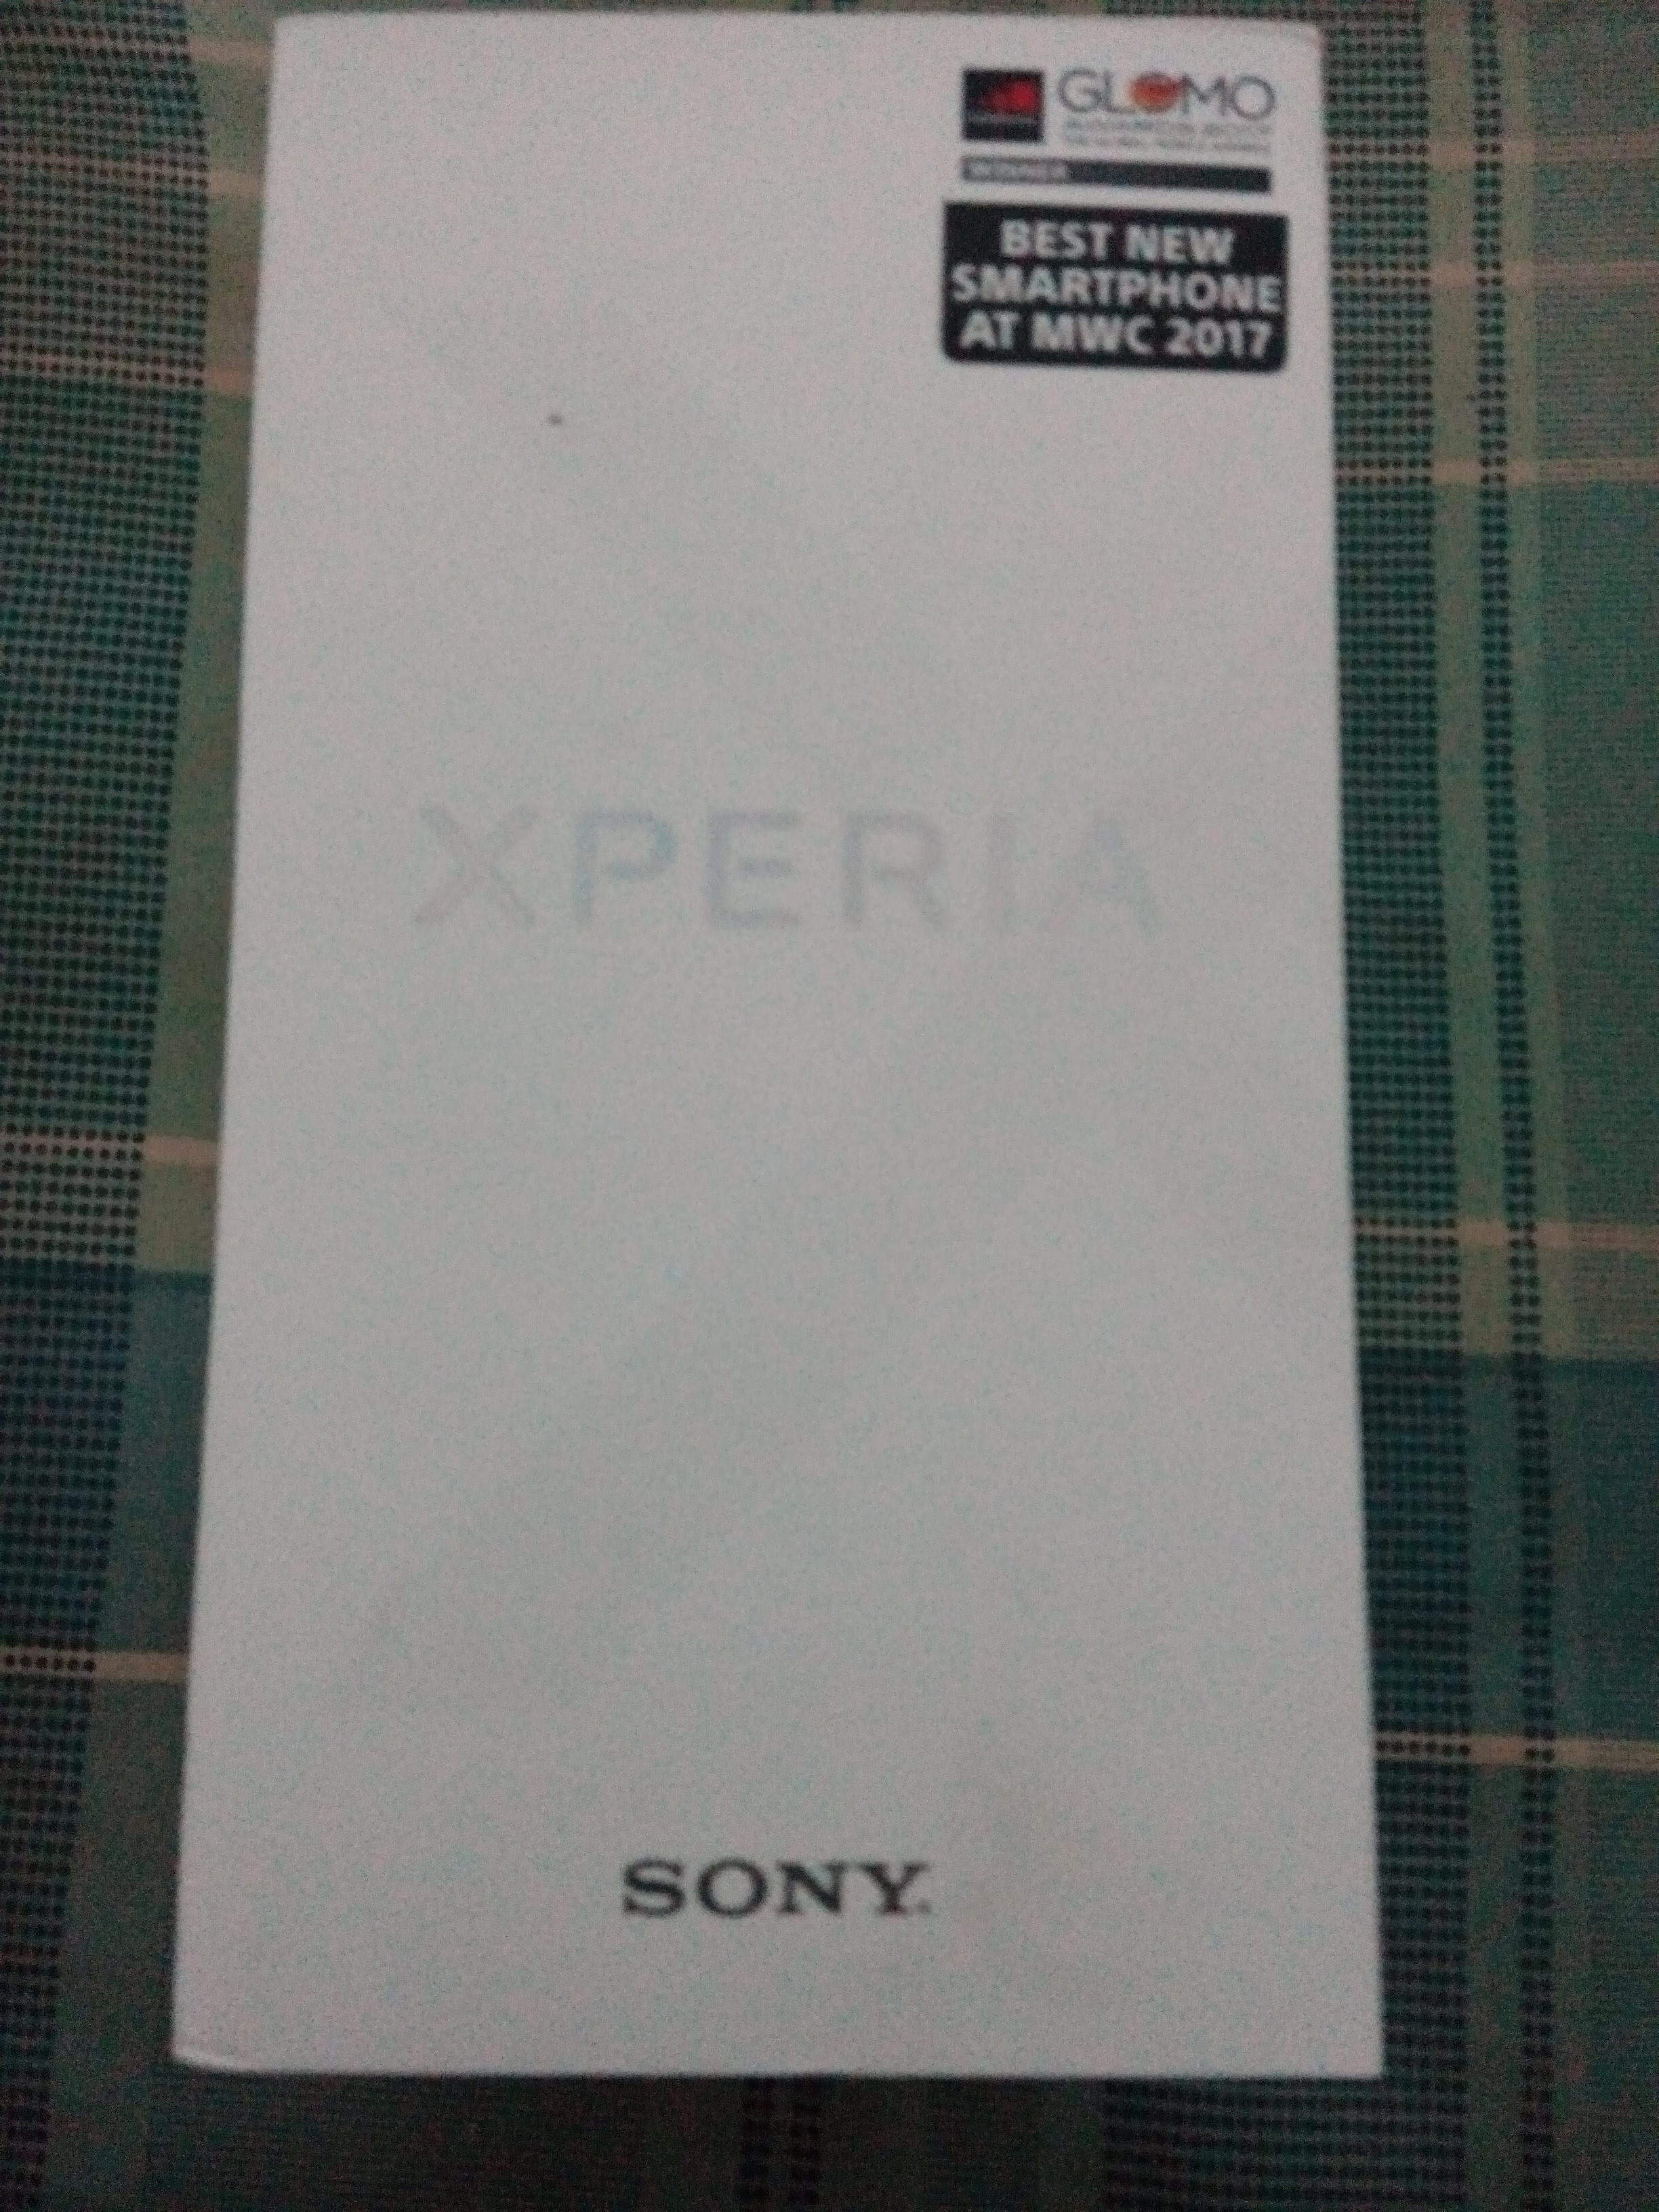 GLOMO
WINNER
BEST NEW
SMARTPHONE
AT MWC 2017
XPERIA
SONY